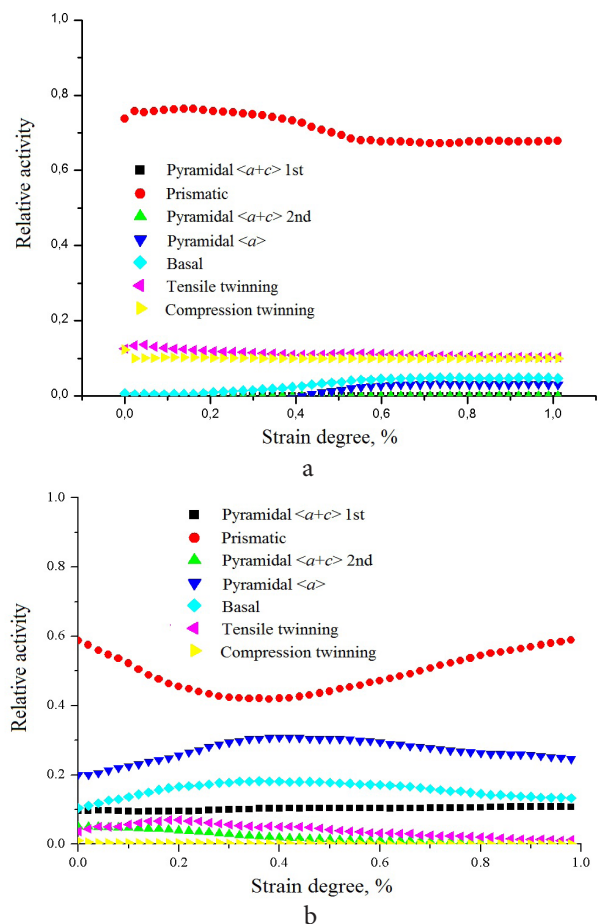 1,0
0,8
0,6
0,4
0,2
0,0
Relative activity
Pyramidal <a+c> 1st
Prismatic
Pyramidal <a+c> 2nd
Pyramidal <a>
Basal
Tensile twinning
Compression twinning
0,0 0,2 0,4 0,6 0,8 1,0
Strain degree, %
a
1.0
0.8
0.6
0.4
0.2
0.0
Relative activity
Pyramidal <a+c> 1st
Prismatic
Pyramidal <a+c> 2nd
Pyramidal <a>
Basal
Tensile twinning
Compression twinning
0.0 0.2 0.4 0.6 0.8 1.0
Strain degree, %
b